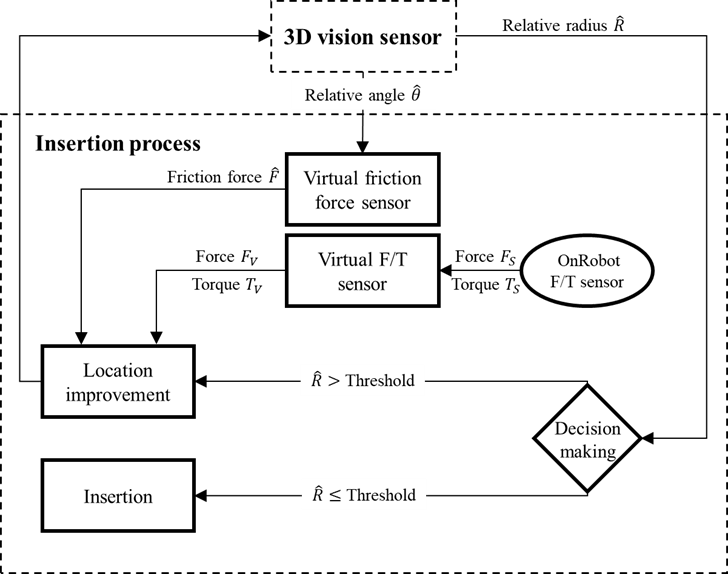 3D vision sensor
Relative radius R̂
Relative angle θ̂
Insertion process
Friction force F̂
Virtual friction
force sensor
Force F_V
Torque T_V
Virtual F/T
sensor
Force F_S
Torque T_S
OnRobot
F/T sensor
Location
improvement
R̂ > Threshold
Decision
making
Insertion
R̂ ≤ Threshold